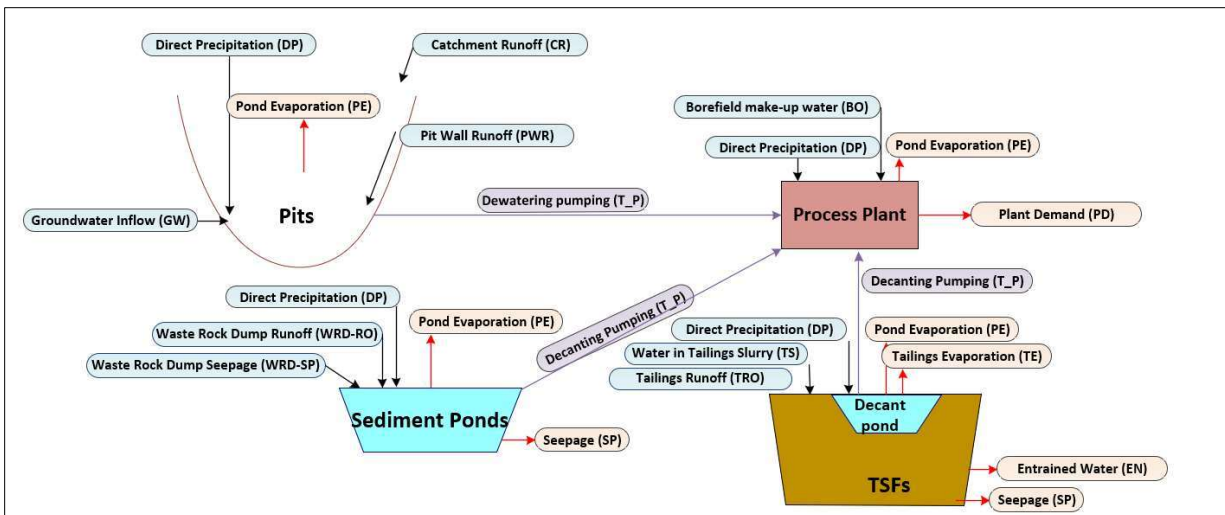 Direct Precipitation (DP)
Catchment Runoff (CR)
Pond Evaporation (PE)
Pit Wall Runoff (PWR)
Groundwater Inflow (GW)
Pits
Dewatering pumping (T_P)
Borefield make-up water (BO)
Direct Precipitation (DP)
Pond Evaporation (PE)
Process Plant
Plant Demand (PD)
Direct Precipitation (DP)
Waste Rock Dump Runoff (WRD-RO)
Waste Rock Dump Seepage (WRD-SP)
Pond Evaporation (PE)
Decanting Pumping (T_P)
Sediment Ponds
Seepage (SP)
Decanting Pumping (T_P)
Direct Precipitation (DP)
Water in Tailings Slurry (TS)
Tailings Runoff (TRO)
Pond Evaporation (PE)
Tailings Evaporation (TE)
Decant
pond
TSFs
Entrained Water (EN)
Seepage (SP)